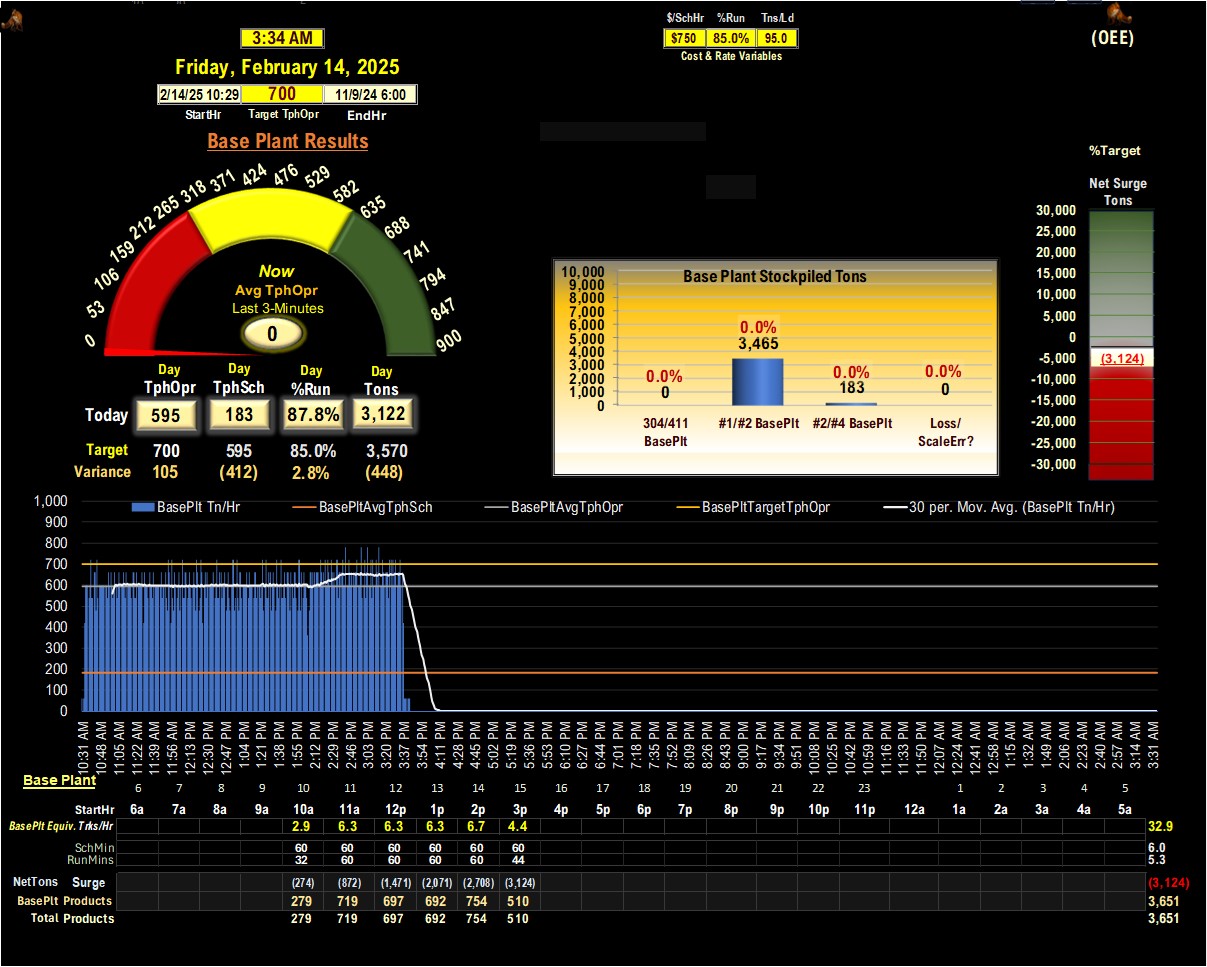 $/SchHr %Run Tns/Ld
$750 85.0% 95.0
Cost & Rate Variables
(OEE)
3:34 AM
Friday, February 14, 2025
2/14/25 10:29 700 11/9/24 6:00
StartHr Target TphOpr EndHr
Base Plant Results
0 53 106 159 212 265 318 371 424 476 529 582 635 688 741 794 847 900
Now
Avg TphOpr
Last 3-Minutes
0
Day Day Day Day
TphOpr TphSch %Run Tons
Today 595 183 87.8% 3,122
Target 700 595 85.0% 3,570
Variance 105 (412) 2.8% (448)
Base Plant Stockpiled Tons
10,000
9,000
8,000
7,000
6,000
5,000
4,000
3,000
2,000
1,000
0
0.0% 0.0% 0.0% 0.0%
0 3,465 183 0
304/411 BasePlt
#1/#2 BasePlt
#2/#4 BasePlt
Loss/ ScaleErr?
%Target
Net Surge
Tons
30,000
25,000
20,000
15,000
10,000
5,000
0
-5,000
-10,000
-15,000
-20,000
-25,000
-30,000
(3,124)
BasePlt Tn/Hr BasePltAvgTphSch BasePltAvgTphOpr BasePltTargetTphOpr 30 per. Mov. Avg. (BasePlt Tn/Hr)
1,000
900
800
700
600
500
400
300
200
100
0
10:31 AM 10:48 AM 11:05 AM 11:22 AM 11:39 AM 11:56 AM 12:13 PM 12:30 PM 12:47 PM 1:04 PM 1:21 PM 1:38 PM 1:55 PM 2:12 PM 2:29 PM 2:46 PM 3:03 PM 3:20 PM 3:37 PM 3:54 PM 4:11 PM 4:28 PM 4:45 PM 5:02 PM 5:19 PM 5:36 PM 5:53 PM 6:10 PM 6:27 PM 6:44 PM 7:01 PM 7:18 PM 7:35 PM 7:52 PM 8:09 PM 8:26 PM 8:43 PM 9:00 PM 9:17 PM 9:34 PM 9:51 PM 10:08 PM 10:25 PM 10:42 PM 10:59 PM 11:16 PM 11:33 PM 11:50 PM 12:07 AM 12:24 AM 12:41 AM 12:58 AM 1:15 AM 1:32 AM 1:49 AM 2:06 AM 2:23 AM 2:40 AM 2:57 AM 3:14 AM 3:31 AM
Base Plant
6 7 8 9 10 11 12 13 14 15 16 17 18 19 20 21 22 23 1 2 3 4 5
StartHr 6a 7a 8a 9a 10a 11a 12p 1p 2p 3p 4p 5p 6p 7p 8p 9p 10p 11p 12a 1a 2a 3a 4a 5a
BasePlt Equiv. Trks/Hr 2.9 6.3 6.3 6.3 6.7 4.4 32.9
SchMin 60 60 60 60 60 60 6.0
RunMins 32 60 60 60 60 44 5.3
NetTons Surge (274) (872) (1,471) (2,071) (2,708) (3,124) (3,124)
BasePlt Products 279 719 697 692 754 510 3,651
Total Products 279 719 697 692 754 510 3,651